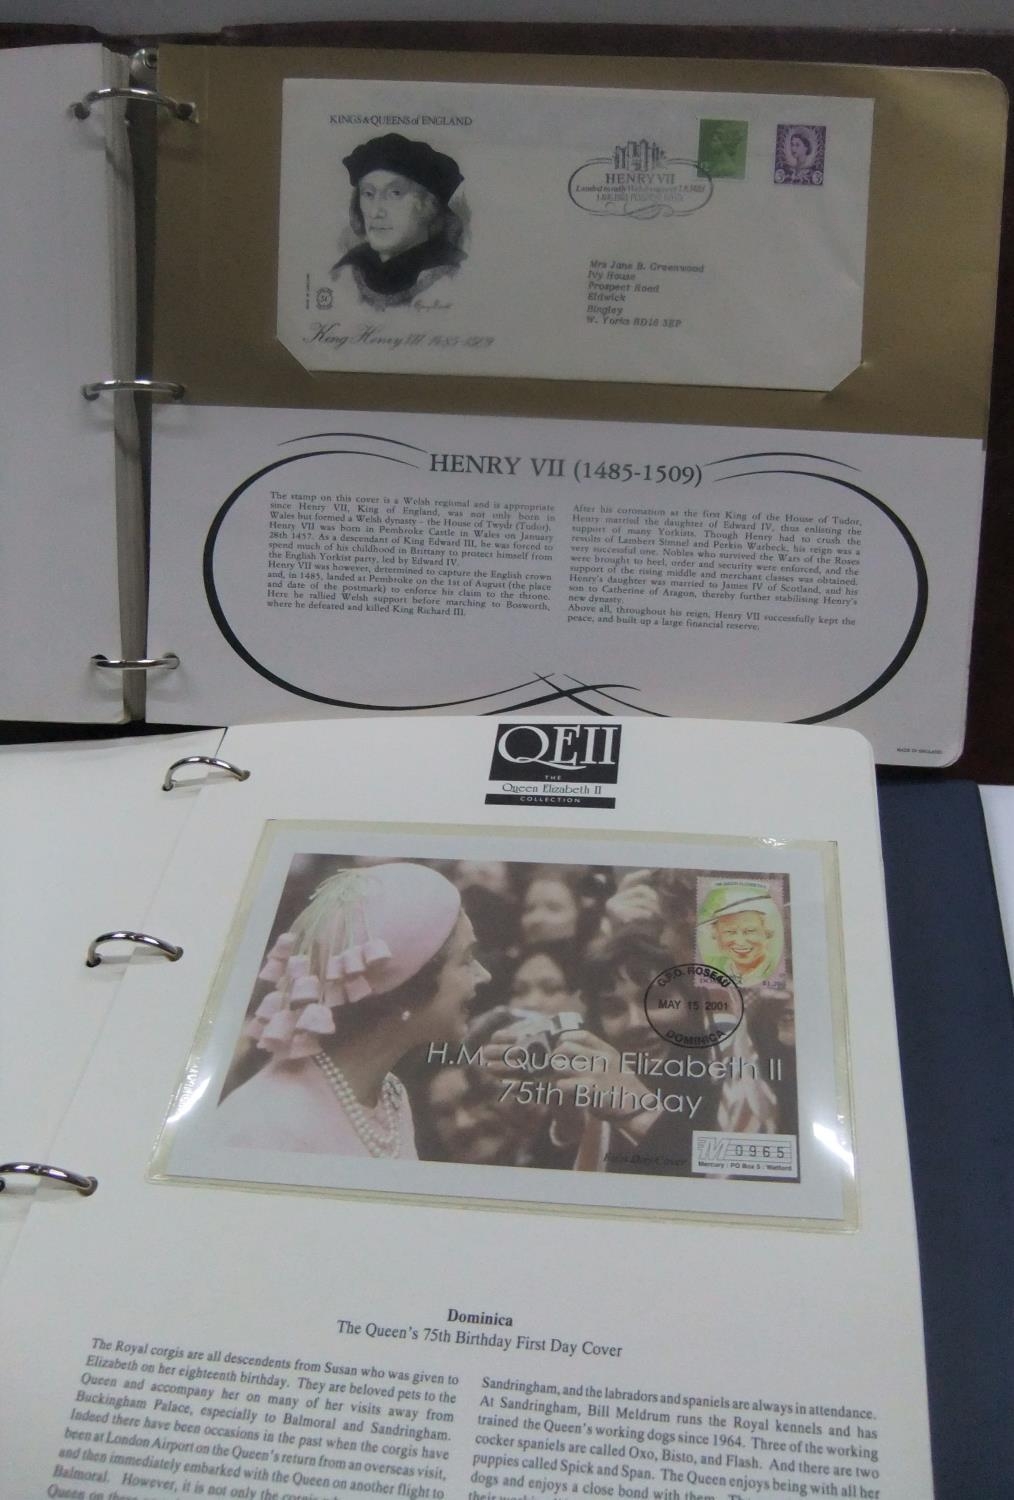 KINGS & QUEENS of ENGLAND
HENRY VII
Mrs Jane B. Greenwood
Ivy House
Prospect Road
Eldwick
Bingley
W. Yorks BD16 3EP
King Henry VII 1485-1509
HENRY VII (1485-1509)
The stamp on this cover is a Welsh regional and is appropriate
since Henry VII, King of England, was not only born in
Wales but formed a Welsh dynasty - the House of Twydr (Tudor).
Henry VII was born in Pembroke Castle in Wales on January
28th 1457. As a descendant of King Edward III, he was forced to
spend much of his childhood in Brittany to protect himself from
the English Yorkist party, led by Edward IV.
Henry VII was however, determined to capture the English crown
and, in 1485, landed at Pembroke on the 1st of August (the place
and date of the postmark) to enforce his claim to the throne.
Here he rallied Welsh support before marching to Bosworth,
where he defeated and killed King Richard III.
After his coronation at the first King of the House of Tudor,
Henry married the daughter of Edward IV, thus enlisting the
support of many Yorkists. Though Henry had to crush the
revolts of Lambert Simnel and Perkin Warbeck, his reign was a
very successful one. Nobles who survived the Wars of the Roses
were brought to heel, order and security were enforced, and the
support of the rising middle and merchant classes was obtained.
Henry's daughter was married to James IV of Scotland, and his
son to Catherine of Aragon, thereby further stabilising Henry's
new dynasty.
Above all, throughout his reign, Henry VII successfully kept the
peace, and built up a large financial reserve.
MADE IN ENGLAND
QEII
THE
Queen Elizabeth II
COLLECTION
G.P.O. ROSEAU
MAY 15 2001
DOMINICA
H.M. Queen Elizabeth II
75th Birthday
First Day Cover
M 0965
Mercury / PO Box 5 / Watford
Dominica
The Queen's 75th Birthday First Day Cover
The Royal corgis are all descendents from Susan who was given to
Elizabeth on her eighteenth birthday. They are beloved pets to the
Queen and accompany her on many of her visits away from
Buckingham Palace, especially to Balmoral and Sandringham.
Indeed there have been occasions in the past when the corgis have
been at London Airport on the Queen's return from an overseas visit,
and then immediately embarked with the Queen on another flight to
Balmoral. However, it is not only the
Queen on
Sandringham, and the labradors and spaniels are always in attendance.
At Sandringham, Bill Meldrum runs the Royal kennels and has
trained the Queen's working dogs since 1964. Three of the working
cocker spaniels are called Oxo, Bisto, and Flash. And there are two
puppies called Spick and Span. The Queen enjoys being with all her
dogs and enjoys a close bond with them.